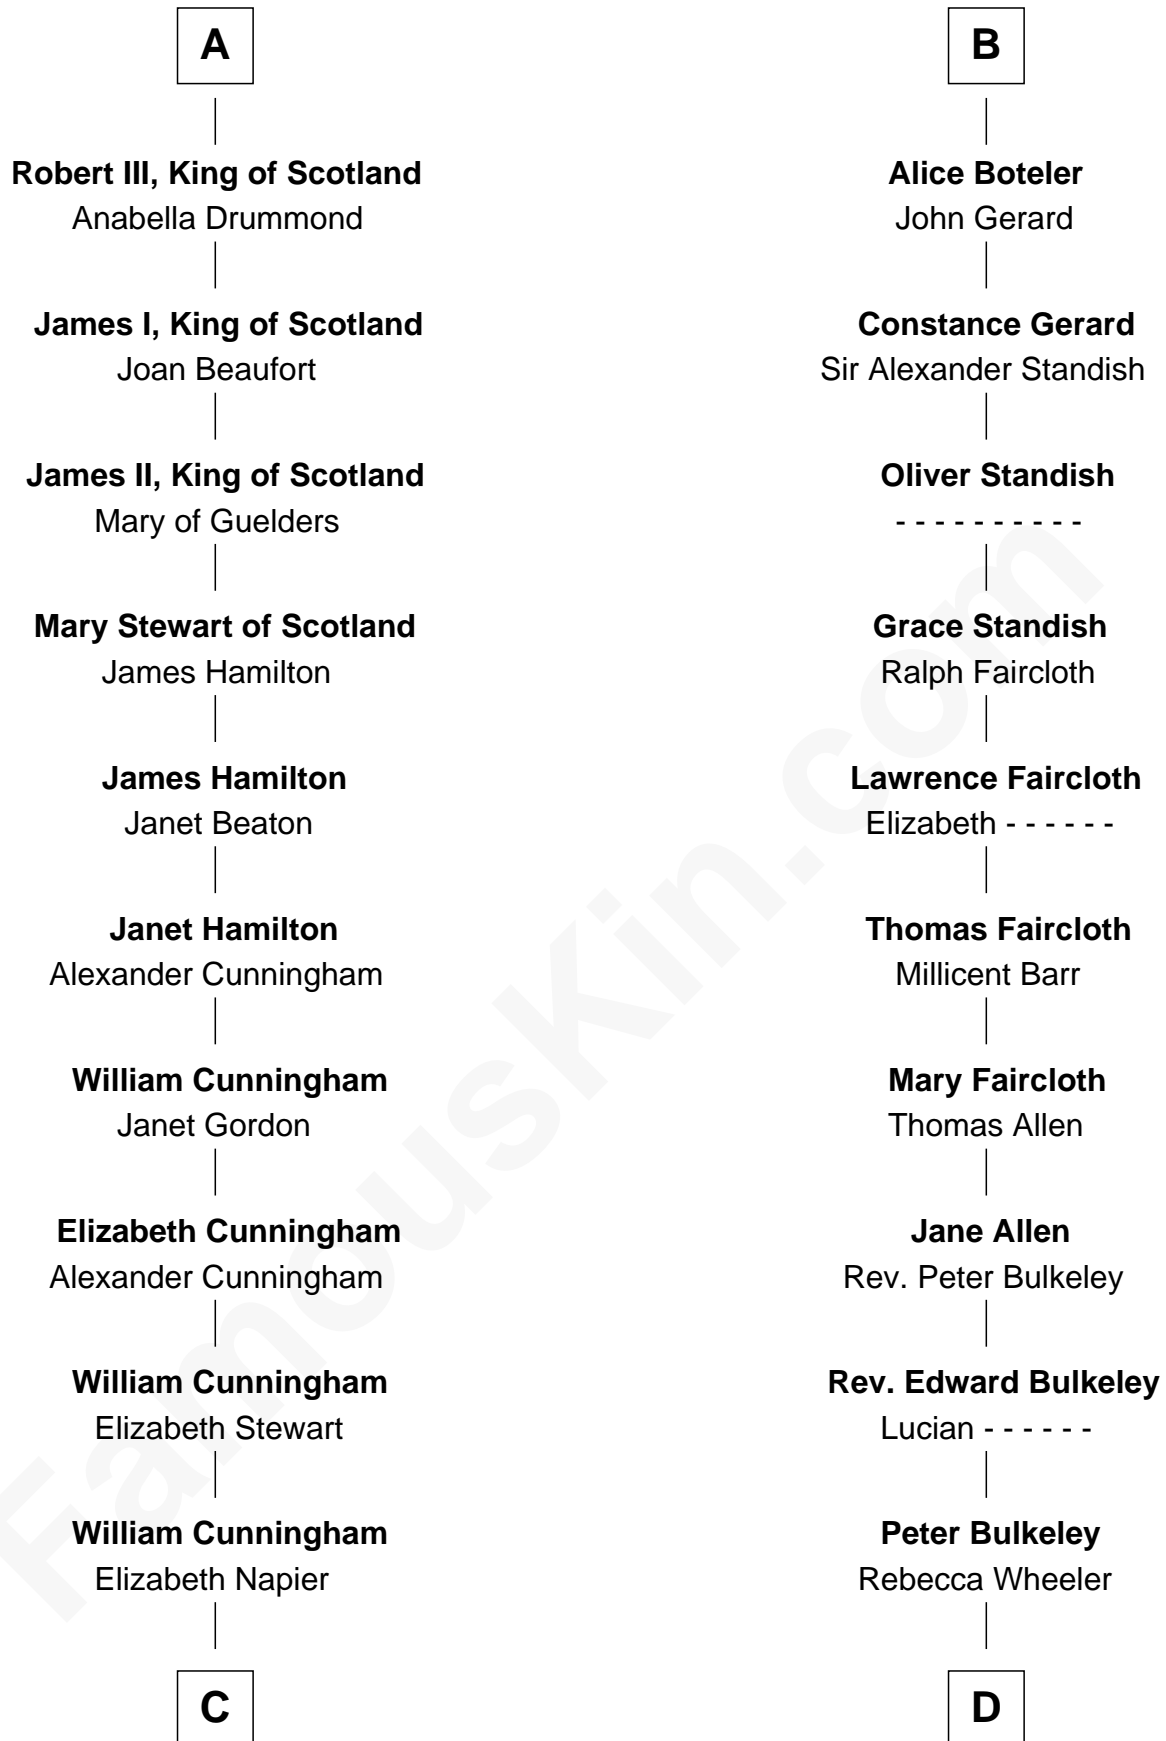 A
Robert III, King of Scotland
Anabella Drummond
James I, King of Scotland
Joan Beaufort
James II, King of Scotland
Mary of Guelders
Mary Stewart of Scotland
James Hamilton
James Hamilton
Janet Beaton
Janet Hamilton
Alexander Cunningham
William Cunningham
Janet Gordon
Elizabeth Cunningham
Alexander Cunningham
William Cunningham
Elizabeth Stewart
William Cunningham
Elizabeth Napier
C
B
Alice Boteler
John Gerard
Constance Gerard
Sir Alexander Standish
Oliver Standish
- - - - - - - - - -
Grace Standish
Ralph Faircloth
Lawrence Faircloth
Elizabeth - - - - - -
Thomas Faircloth
Millicent Barr
Mary Faircloth
Thomas Allen
Jane Allen
Rev. Peter Bulkeley
Rev. Edward Bulkeley
Lucian - - - - - -
Peter Bulkeley
Rebecca Wheeler
D
FamousKin.com